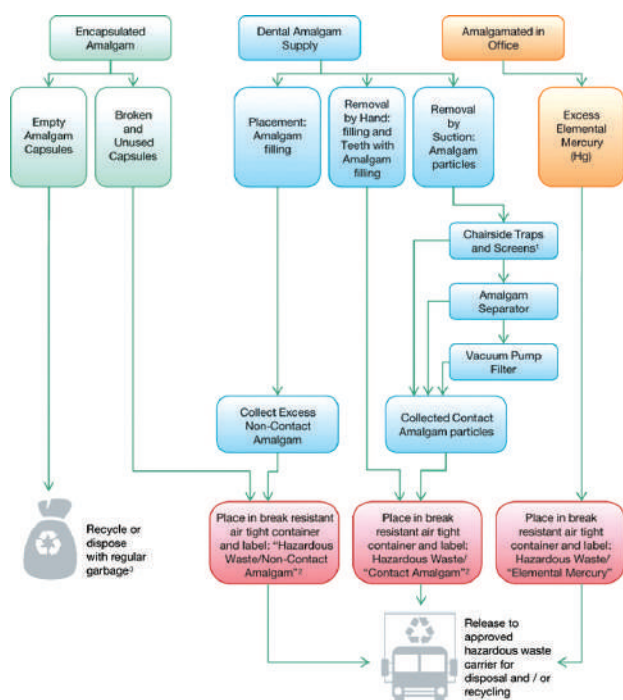 Encapsulated
Amalgam
Dental Amalgam
Supply
Amalgamated in
Office
Empty
Amalgam
Capsules
Broken
and
Unused
Capsules
Placement:
Amalgam
filling
Removal
by Hand:
filling and
Teeth with
Amalgam
filling
Removal
by
Suction:
Amalgam
particles
Excess
Elemental
Mercury
(Hg)
Chairside Traps
and Screens¹
Amalgam
Separator
Vacuum Pump
Filter
Collect Excess
Non-Contact
Amalgam
Collected Contact
Amalgam particles
Recycle or
dispose
with regular
garbage³
Place in break resistant
air tight container
and label: "Hazardous
Waste/Non-Contact
Amalgam"²
Place in break
resistant air tight
container and label:
Hazardous Waste/
"Contact Amalgam"²
Place in break
resistant air tight
container and label:
Hazardous Waste/
"Elemental Mercury"
Release to
approved
hazardous waste
carrier for
disposal and / or
recycling